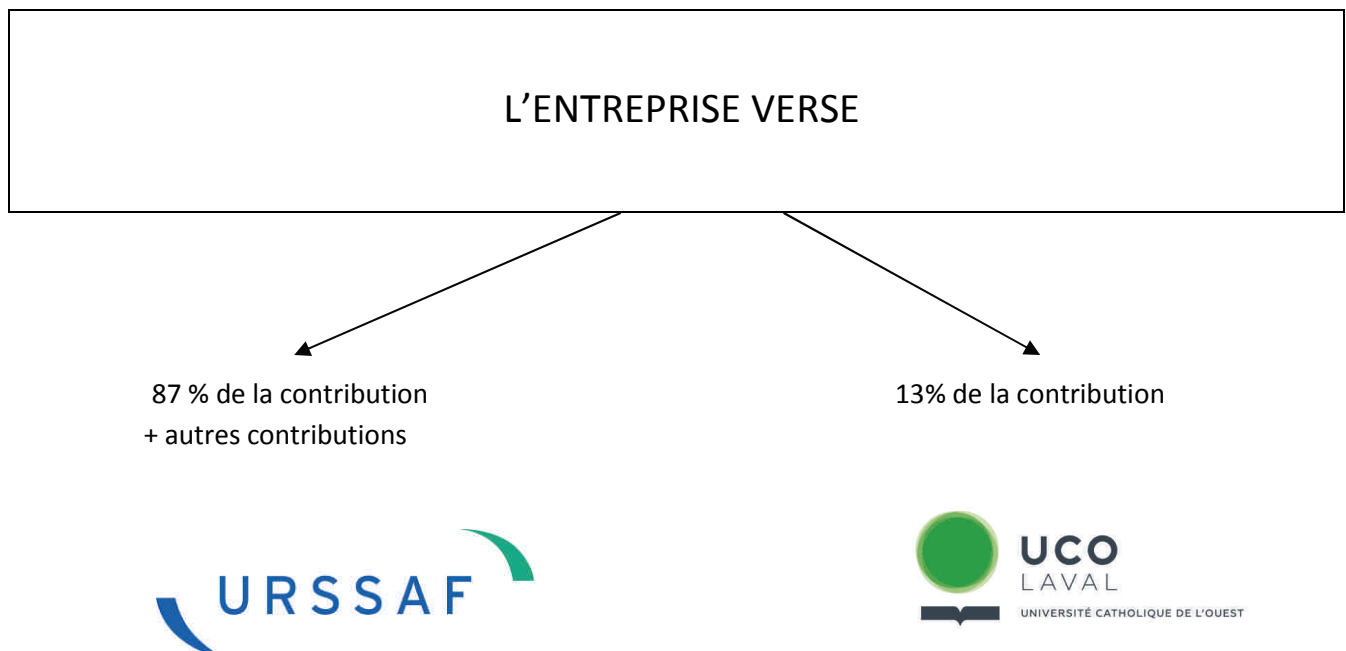 L’ENTREPRISE VERSE
87 % de la contribution
+ autres contributions
13% de la contribution
URSSAF
UCO
LAVAL
UNIVERSITÉ CATHOLIQUE DE L’OUEST